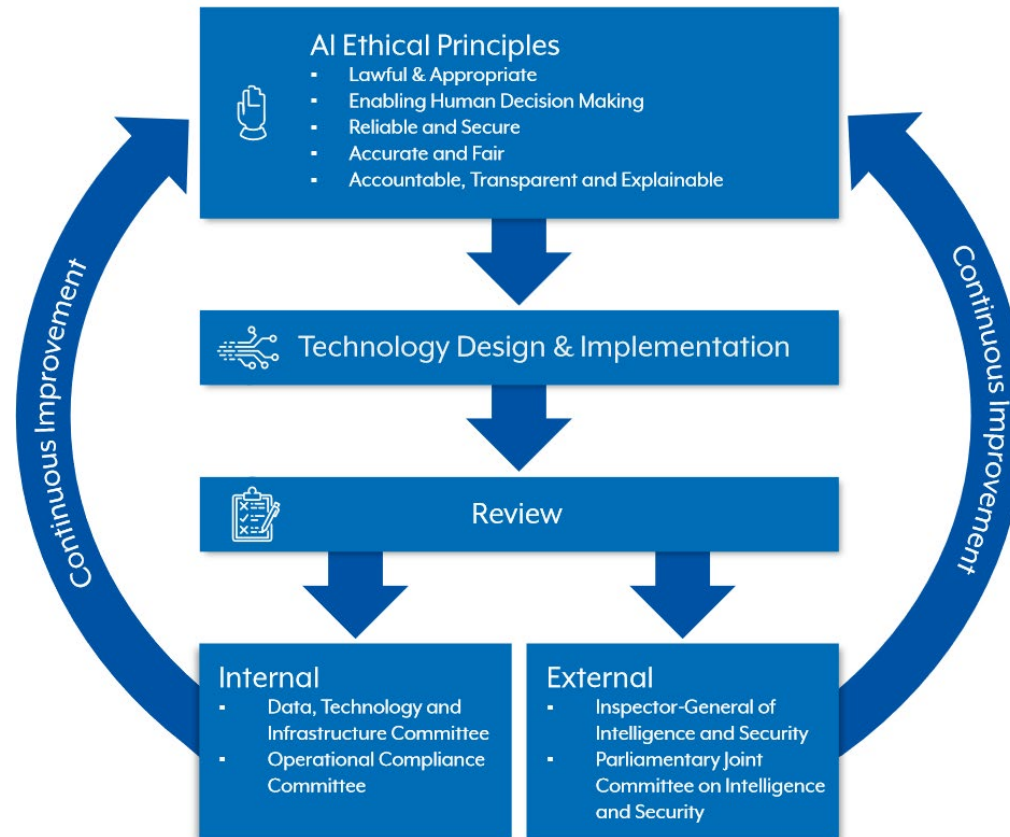 AI Ethical Principles
▪ Lawful & Appropriate
▪ Enabling Human Decision Making
▪ Reliable and Secure
▪ Accurate and Fair
▪ Accountable, Transparent and Explainable
Continuous Improvement
Continuous Improvement
Technology Design & Implementation
Review
Internal
▪ Data, Technology and
Infrastructure Committee
▪ Operational Compliance
Committee
External
▪ Inspector-General of
Intelligence and Security
▪ Parliamentary Joint
Committee on Intelligence
and Security